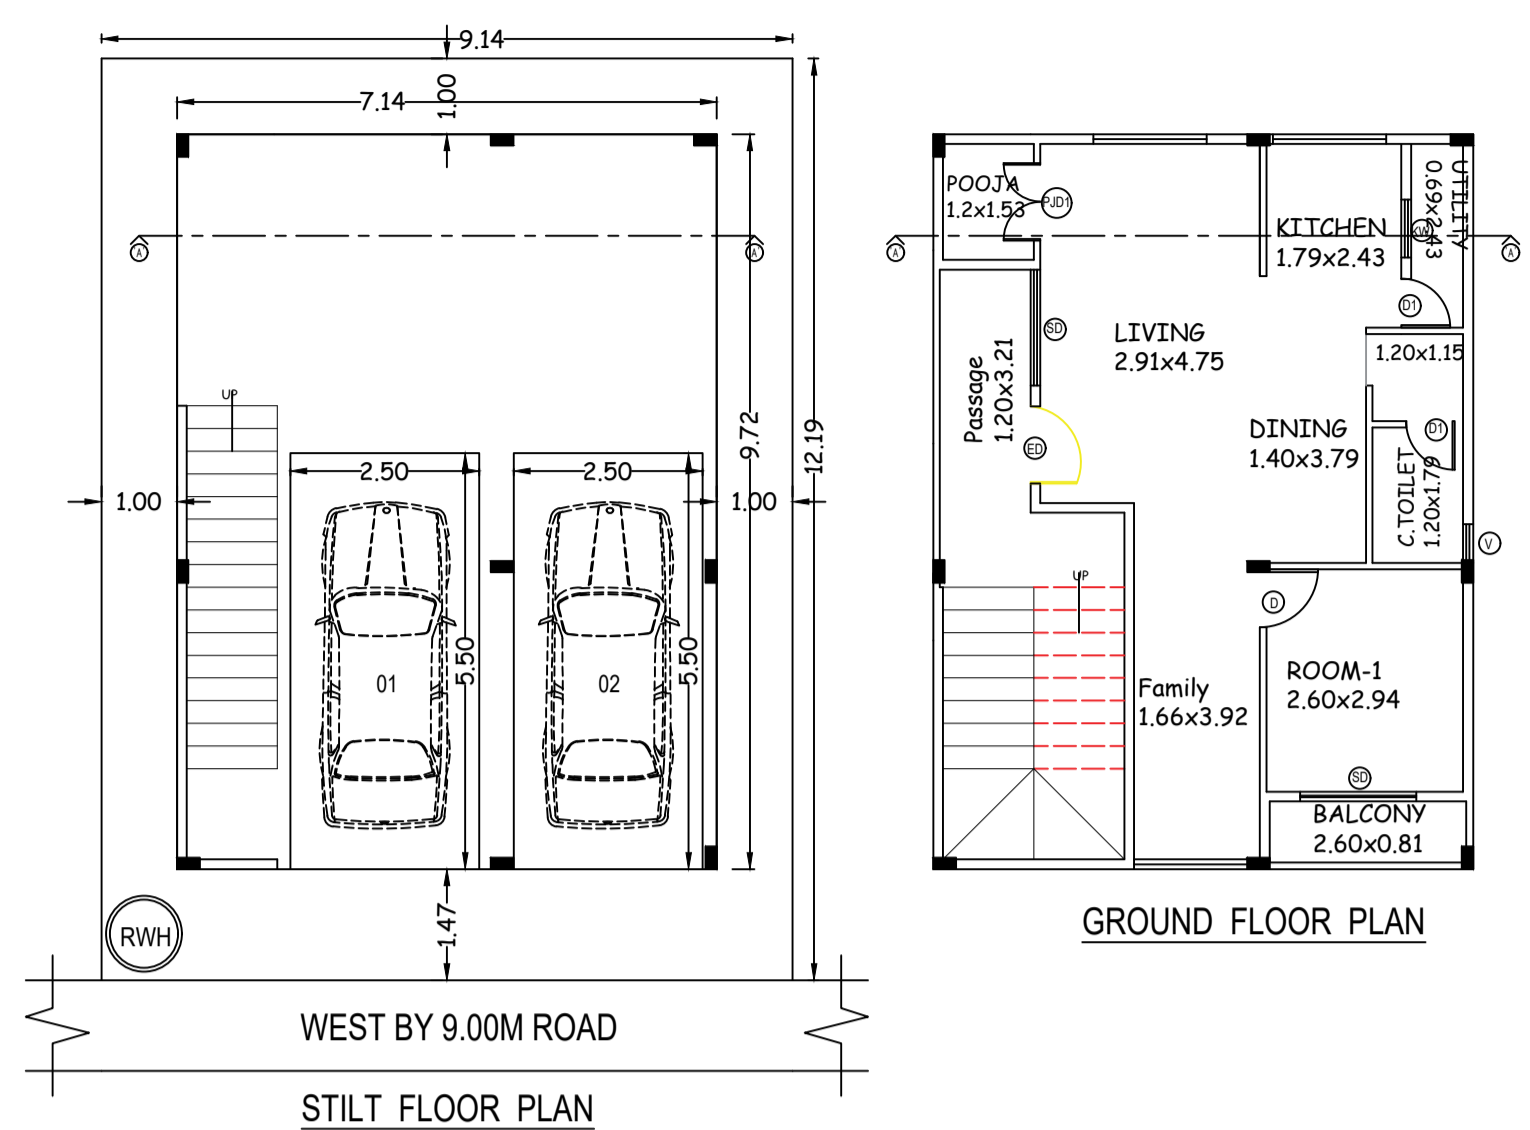 9.14
1.00
7.14
A'
A'
UP
2.50
2.50
9.72
12.19
1.00
1.00
5.50
5.50
01
02
1.47
RWH
WEST BY 9.00M ROAD
STILT FLOOR PLAN
POOJA
1.2x1.53
PJD1
KITCHEN
1.79x2.43
KW
UTILITY
0.69x2.43
A
A
D1
SD
LIVING
2.91x4.75
1.20x1.15
Passage
1.20x3.21
ED
DINING
1.40x3.79
D1
C.TOILET
1.20x1.79
V
UP
D
Family
1.66x3.92
ROOM-1
2.60x2.94
SD
BALCONY
2.60x0.81
GROUND FLOOR PLAN